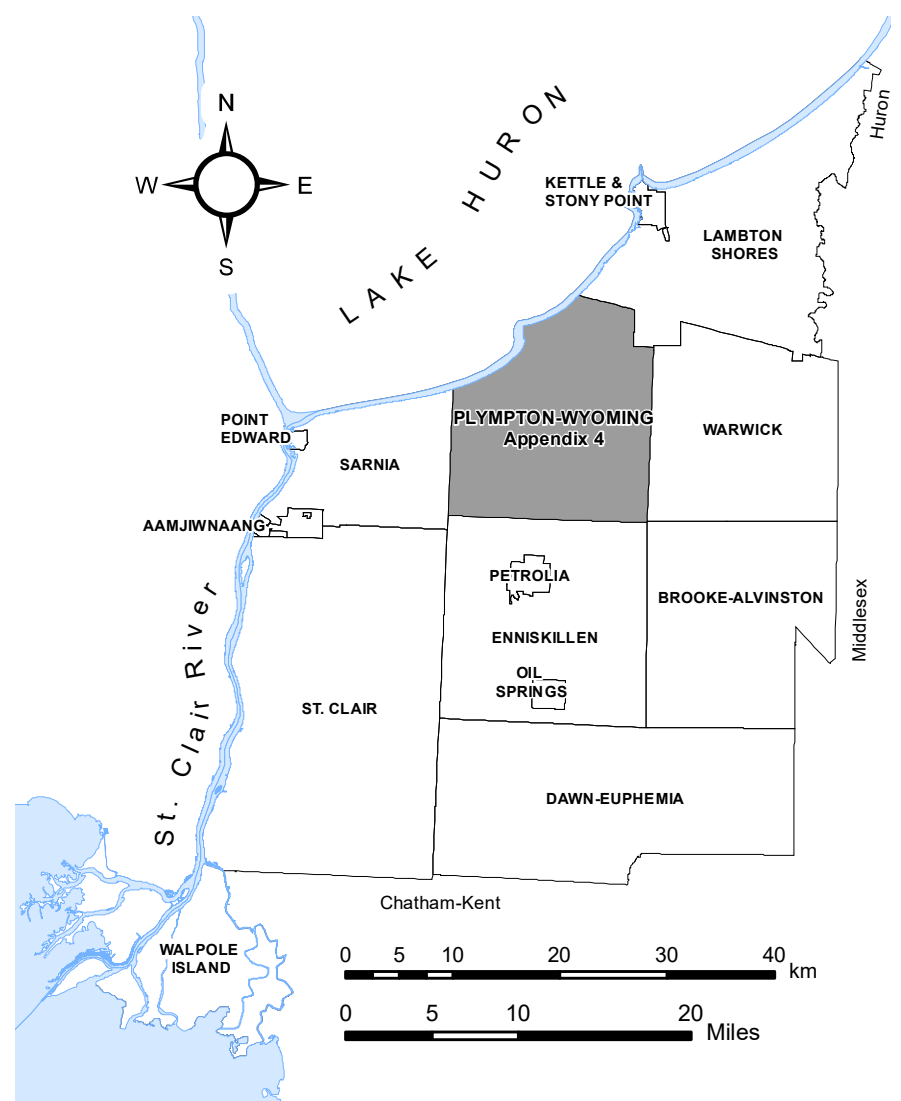 N
W
E
S
LAKE HURON
Huron
KETTLE &
STONY POINT
LAMBTON
SHORES
POINT
EDWARD
PLYMPTON-WYOMING
Appendix 4
WARWICK
SARNIA
AAMJIWNAANG
PETROLIA
BROOKE-ALVINSTON
Middlesex
ENNISKILLEN
OIL
SPRINGS
ST. CLAIR
St. Clair River
DAWN-EUPHEMIA
Chatham-Kent
WALPOLE
ISLAND
0 5 10 20 30 40
km
0 5 10 20
Miles